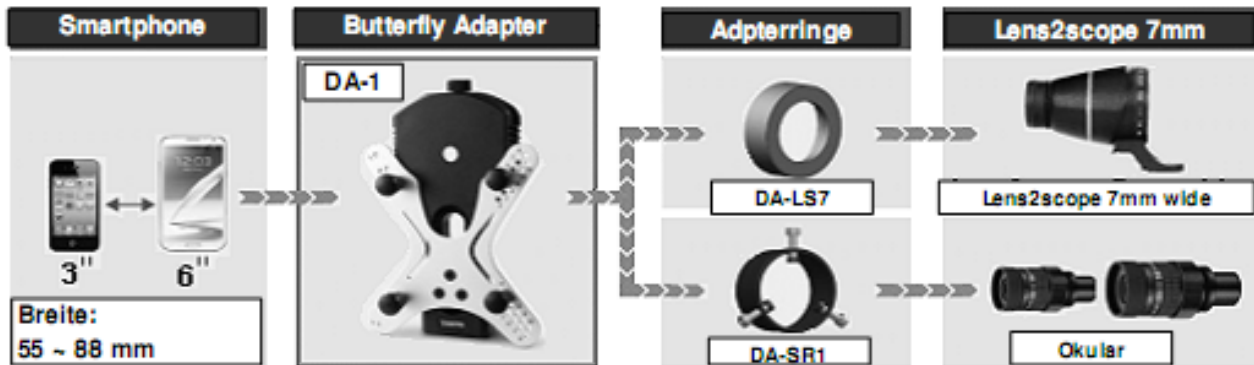 Smartphone
Butterfly Adapter
Adpterringe
Lens2scope 7mm
DA-1
3"
6"
DA-LS7
Lens2scope 7mm wide
Breite:
55 ~ 88 mm
DA-SR1
Okular